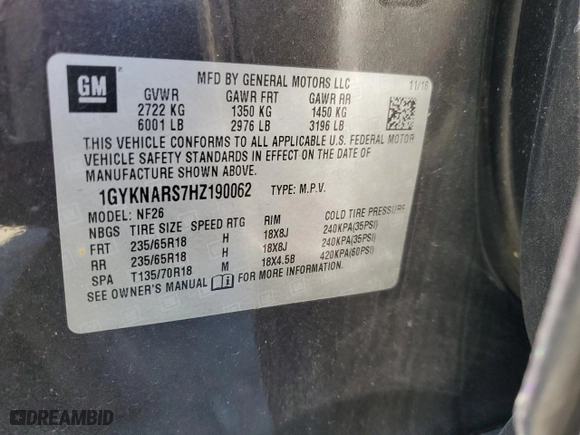 GM
MFD BY GENERAL MOTORS LLC
11/16
GVWR GAWR FRT GAWR RR
2722 KG 1350 KG 1450 KG
6001 LB 2976 LB 3196 LB
THIS VEHICLE CONFORMS TO ALL APPLICABLE U.S. FEDERAL MOTOR
VEHICLE SAFETY STANDARDS IN EFFECT ON THE DATE OF
MANUFACTURE SHOWN ABOVE.
1GYKNARS7HZ190062 TYPE: M.P.V.
MODEL: NF26
NBGS TIRE SIZE SPEED RTG RIM COLD TIRE PRESSURE
FRT 235/65R18 H 18X8J 240KPA(35PSI)
RR 235/65R18 H 18X8J 240KPA(35PSI)
SPA T135/70R18 M 18X4.5B 420KPA(60PSI)
SEE OWNER'S MANUAL FOR MORE INFORMATION.
DREAMBID